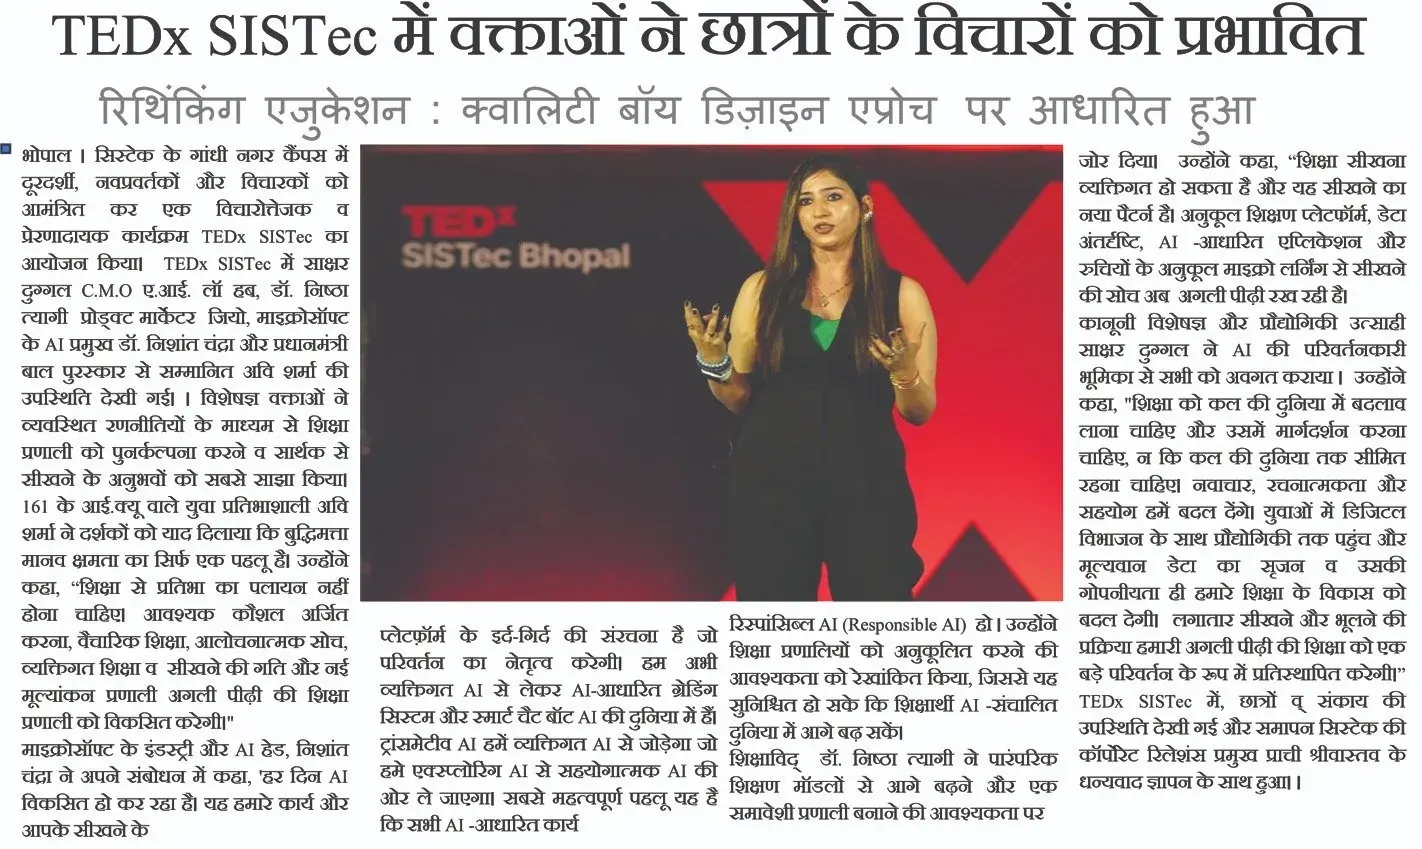 TEDx SISTec में वक्ताओं ने छात्रों के विचारों को प्रभावित
रिथिंकिंग एजुकेशन : क्वालिटी बॉय डिज़ाइन एप्रोच पर आधारित हुआ
भोपाल । सिस्टेक के गांधी नगर कैंपस में
दूरदर्शी, नवप्रवर्तकों और विचारकों को
आमंत्रित कर एक विचारोत्तेजक व
प्रेरणादायक कार्यक्रम TEDx SISTec का
आयोजन किया। TEDx SISTec में साक्षर
दुग्गल C.M.O ए.आई. लॉ हब, डॉ. निष्ठा
त्यागी प्रोड्क्ट मार्केटर जियो, माइक्रोसॉफ्ट
के AI प्रमुख डॉ. निशांत चंद्रा और प्रधानमंत्री
बाल पुरस्कार से सम्मानित अवि शर्मा की
उपस्थिति देखी गई। । विशेषज्ञ वक्ताओं ने
व्यवस्थित रणनीतियों के माध्यम से शिक्षा
प्रणाली को पुनर्कल्पना करने व सार्थक से
सीखने के अनुभवों को सबसे साझा किया।
161 के आई.क्यू वाले युवा प्रतिभाशाली अवि
शर्मा ने दर्शकों को याद दिलाया कि बुद्धिमत्ता
मानव क्षमता का सिर्फ एक पहलू है। उन्होंने
कहा, “शिक्षा से प्रतिभा का पलायन नहीं
होना चाहिए। आवश्यक कौशल अर्जित
करना, वैचारिक शिक्षा, आलोचनात्मक सोच,
व्यक्तिगत शिक्षा व सीखने की गति और नई
मूल्यांकन प्रणाली अगली पीढ़ी की शिक्षा
प्रणाली को विकसित करेगी।"
माइक्रोसॉफ्ट के इंडस्ट्री और AI हेड, निशांत
चंद्रा ने अपने संबोधन में कहा, 'हर दिन AI
विकसित हो कर रहा है। यह हमारे कार्य और
आपके सीखने के
TEDx
SISTec Bhopal
प्लेटफ़ॉर्म के इर्द-गिर्द की संरचना है जो
परिवर्तन का नेतृत्व करेगी। हम अभी
व्यक्तिगत AI से लेकर AI-आधारित ग्रेडिंग
सिस्टम और स्मार्ट चैट बॉट AI की दुनिया में हैं।
ट्रांसमेटीव AI हमें व्यक्तिगत AI से जोड़ेगा जो
हमे एक्स्प्लोरिंग AI से सहयोगात्मक AI की
ओर ले जाएगा। सबसे महत्वपूर्ण पहलू यह है
कि सभी AI -आधारित कार्य
रिस्पांसिब्ल AI (Responsible AI) हो । उन्होंने
शिक्षा प्रणालियों को अनुकूलित करने की
आवश्यकता को रेखांकित किया, जिससे यह
सुनिश्चित हो सके कि शिक्षार्थी AI -संचालित
दुनिया में आगे बढ़ सकें।
शिक्षाविद् डॉ. निष्ठा त्यागी ने पारंपरिक
शिक्षण मॉडलों से आगे बढ़ने और एक
समावेशी प्रणाली बनाने की आवश्यकता पर
जोर दिया। उन्होंने कहा, “शिक्षा सीखना
व्यक्तिगत हो सकता है और यह सीखने का
नया पैटर्न है। अनुकूल शिक्षण प्लेटफॉर्म, डेटा
अंतर्दृष्टि, AI -आधारित एप्लिकेशन और
रुचियों के अनुकूल माइक्रो लर्निंग से सीखने
की सोच अब अगली पीढ़ी रख रही है।
कानूनी विशेषज्ञ और प्रौद्योगिकी उत्साही
साक्षर दुग्गल ने AI की परिवर्तनकारी
भूमिका से सभी को अवगत कराया । उन्होंने
कहा, "शिक्षा को कल की दुनिया में बदलाव
लाना चाहिए और उसमें मार्गदर्शन करना
चाहिए, न कि कल की दुनिया तक सीमित
रहना चाहिए। नवाचार, रचनात्मकता और
सहयोग हमें बदल देंगे। युवाओं में डिजिटल
विभाजन के साथ प्रौद्योगिकी तक पहुंच और
मूल्यवान डेटा का सृजन व उसकी
गोपनीयता ही हमारे शिक्षा के विकास को
बदल देगी। लगातार सीखने और भूलने की
प्रक्रिया हमारी अगली पीढ़ी की शिक्षा को एक
बड़े परिवर्तन के रूप में प्रतिस्थापित करेगी।”
TEDx SISTec में, छात्रों व् संकाय की
उपस्थिति देखी गई और समापन सिस्टेक की
कॉर्पोरेट रिलेशंस प्रमुख प्राची श्रीवास्तव के
धन्यवाद ज्ञापन के साथ हुआ। ।